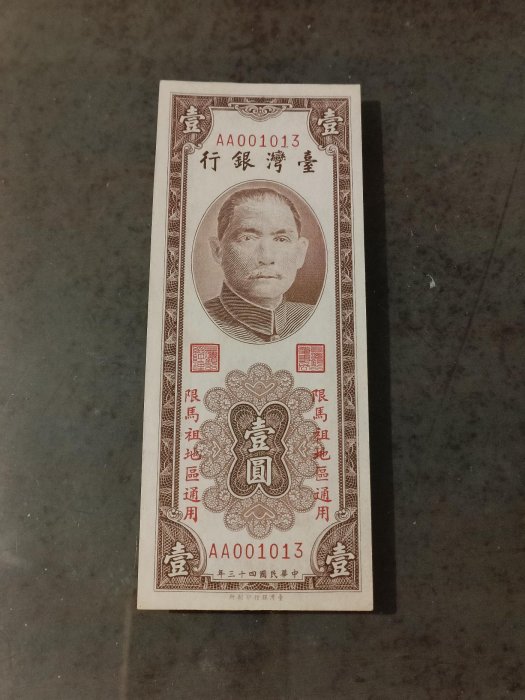 壹
壹
AA001013
臺灣銀行
限馬祖地區通用
限馬祖地區通用
壹圓
AA001013
壹
壹
中華民國四十三年